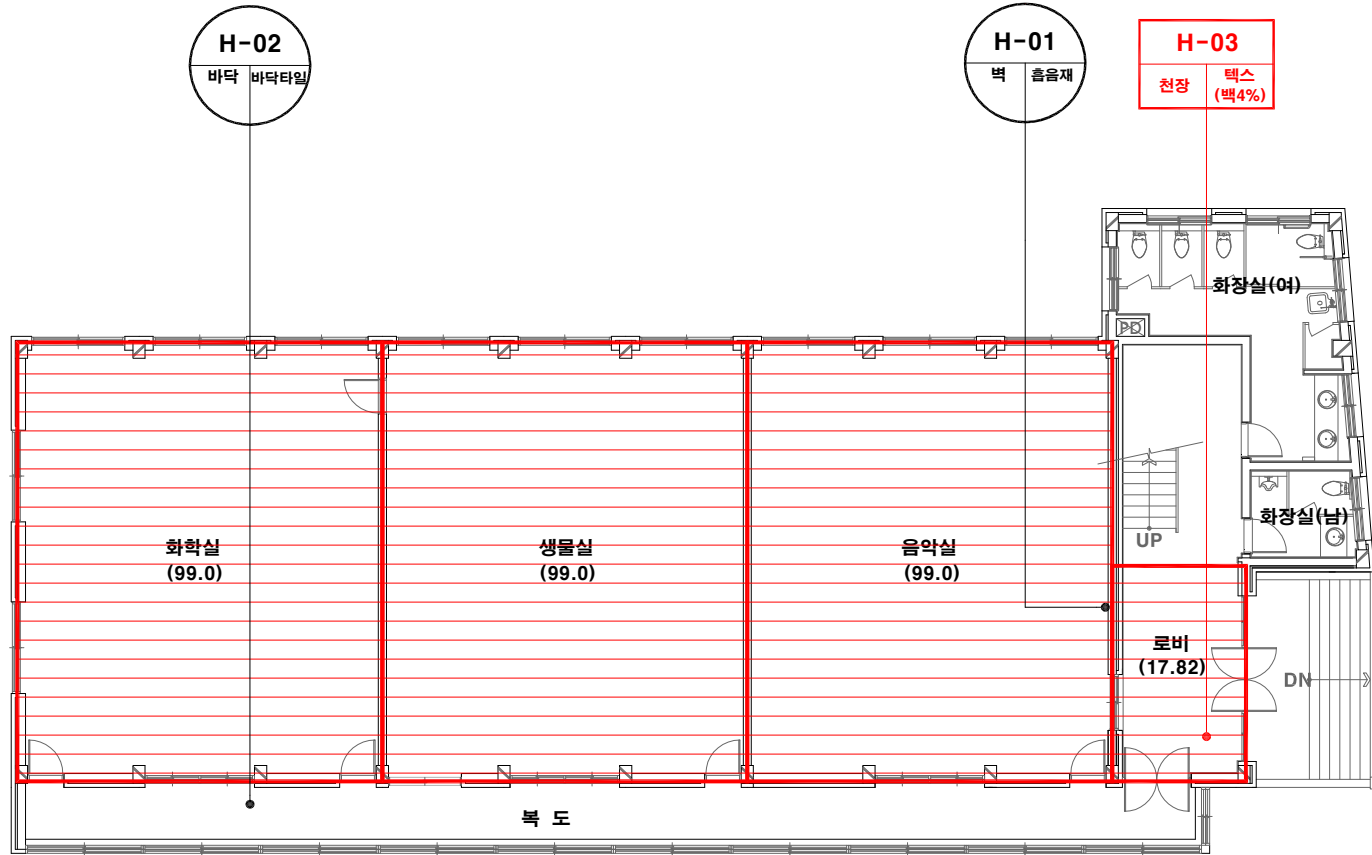 H-02
바닥 바닥타일
H-01
벽 흡음재
H-03
천장 텍스
(백4%)
화장실(여)
PD
화장실(남)
UP
화학실
(99.0)
생물실
(99.0)
음악실
(99.0)
로비
(17.82)
DN
복 도